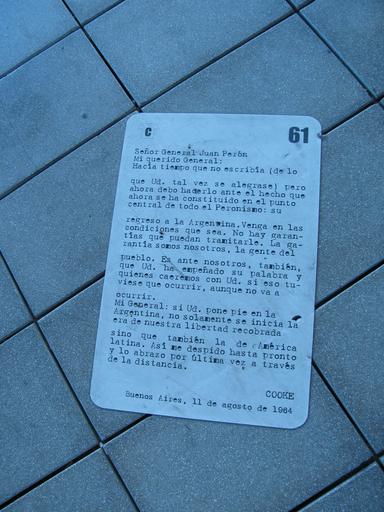 C 61
Señor General Juan Perón
Mi querido General:
Hacía tiempo que no escribía (de lo
que Ud. tal vez se alegrase) pero
ahora debo hacerlo ante el hecho que
ahora se ha constituido en el punto
central de todo el Peronismo: su
regreso a la Argentina. Venga en las
condiciones que sea. No hay garan-
tías que puedan tramitarle. La ga-
rantía somos nosotros, la gente del
pueblo. Es ante nosotros, también,
que Ud. ha empeñado su palabra y
quienes caeremos con Ud. si eso tu-
viese que ocurrir, aunque no va a
ocurrir.
Mi General: si Ud. pone pie en la
Argentina, no solamente se inicia la
era de nuestra libertad recobrada
sino que también la de América
latina. Así me despido hasta pronto
y lo abrazo por última vez a través
de la distancia.
COOKE
Buenos Aires, 11 de agosto de 1964